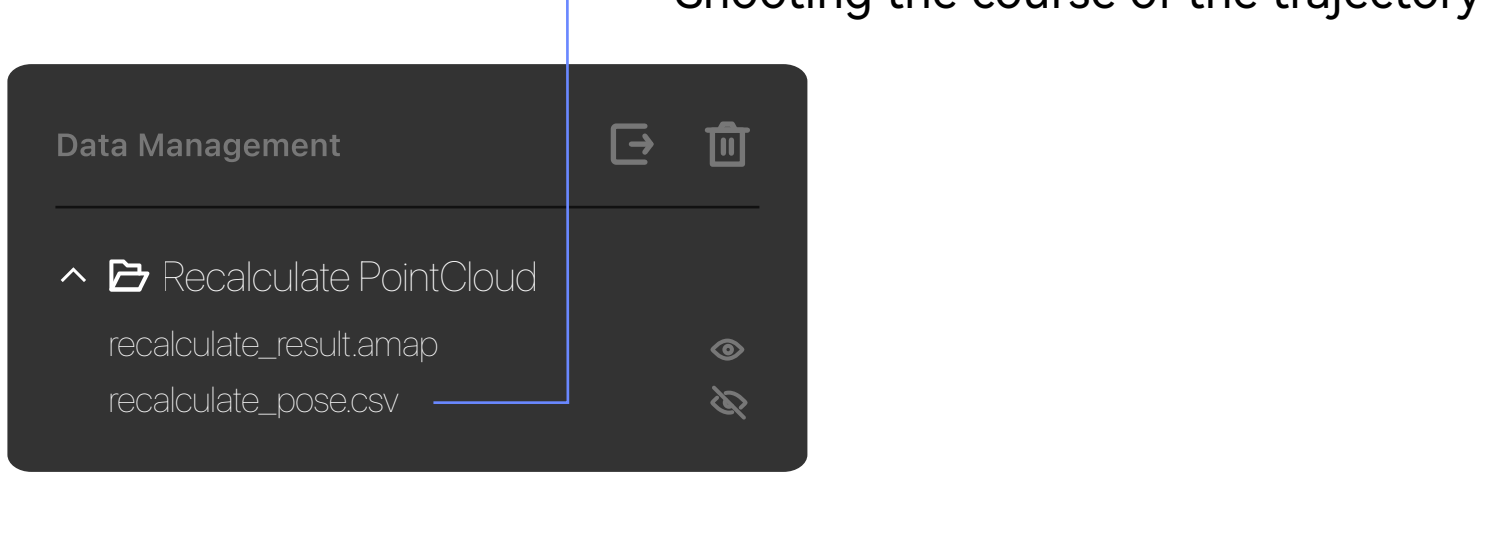 Shooting the course of the trajectory
Data Management
Recalculate PointCloud
recalculate_result.amap
recalculate_pose.csv